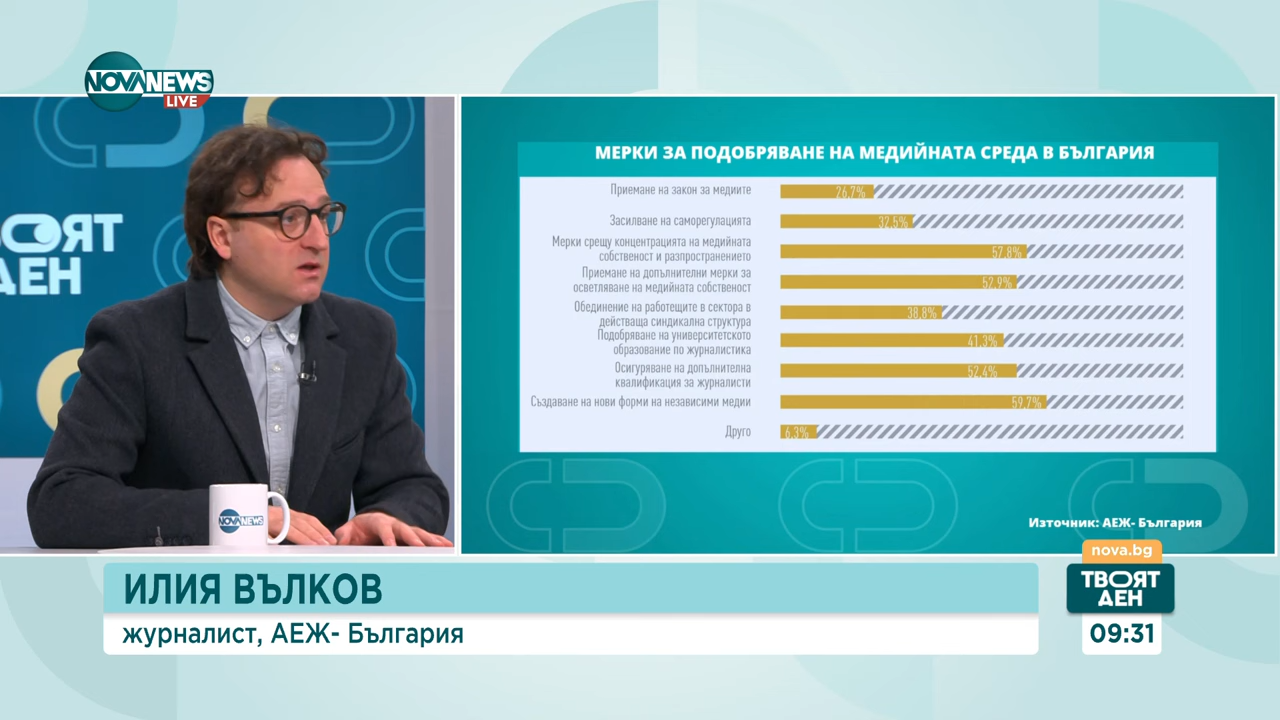 NOVANEWS
LIVE
ТВОЯТ
ДЕН
NOVANEWS
МЕРКИ ЗА ПОДОБРЯВАНЕ НА МЕДИЙНАТА СРЕДА В БЪЛГАРИЯ
Приемане на закон за медиите 26,7%
Засилване на саморегулацията 32,5%
Мерки срещу концентрацията на медийната
собственост и разпространението 57,8%
Приемане на допълнителни мерки за
осветляване на медийната собственост 52,9%
Обединение на работещите в сектора в
действаща синдикална структура 38,8%
Подобряване на университетското
образование по журналистика 41,3%
Осигуряване на допълнителна
квалификация за журналисти 52,4%
Създаване на нови форми на независими медии 59,7%
Друго 6,3%
Източник: АЕЖ- България
ИЛИЯ ВЪЛКОВ
журналист, АЕЖ- България
nova.bg
ТВОЯТ
ДЕН
09:31